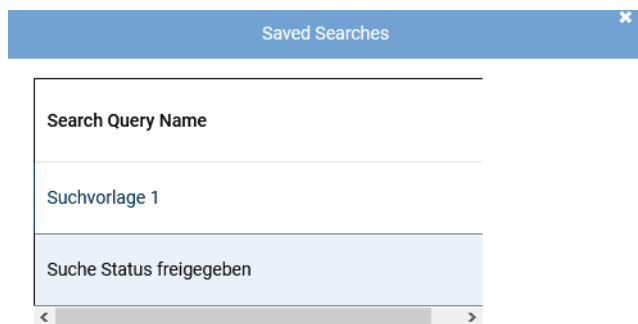 Saved Searches
Search Query Name
Suchvorlage 1
Suche Status freigegeben